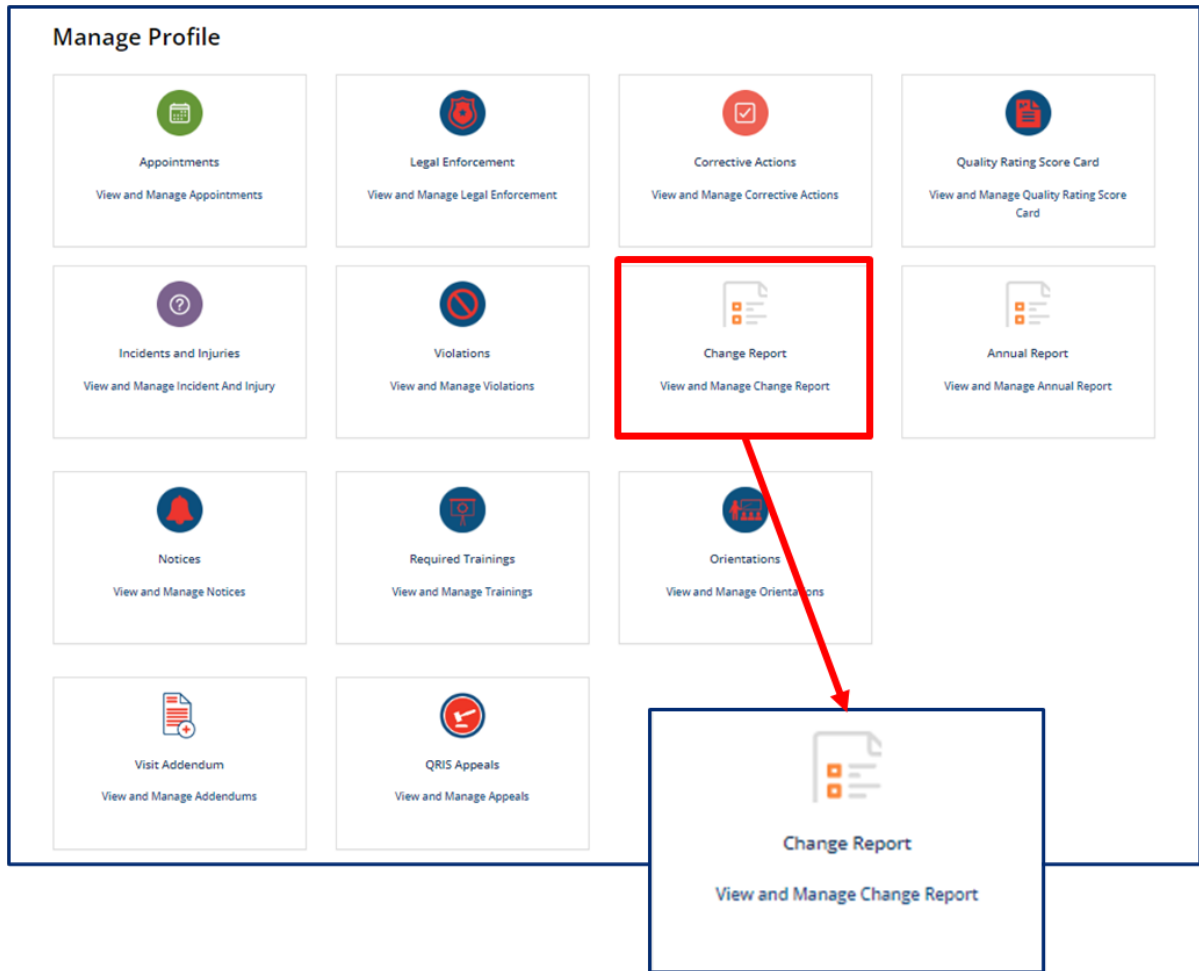 Manage Profile
Appointments
View and Manage Appointments
Legal Enforcement
View and Manage Legal Enforcement
Corrective Actions
View and Manage Corrective Actions
Quality Rating Score Card
View and Manage Quality Rating Score
Card
Incidents and Injuries
View and Manage Incident And Injury
Violations
View and Manage Violations
Change Report
View and Manage Change Report
Annual Report
View and Manage Annual Report
Notices
View and Manage Notices
Required Trainings
View and Manage Trainings
Orientations
View and Manage Orientations
Visit Addendum
View and Manage Addendums
QRIS Appeals
View and Manage Appeals
Change Report
View and Manage Change Report